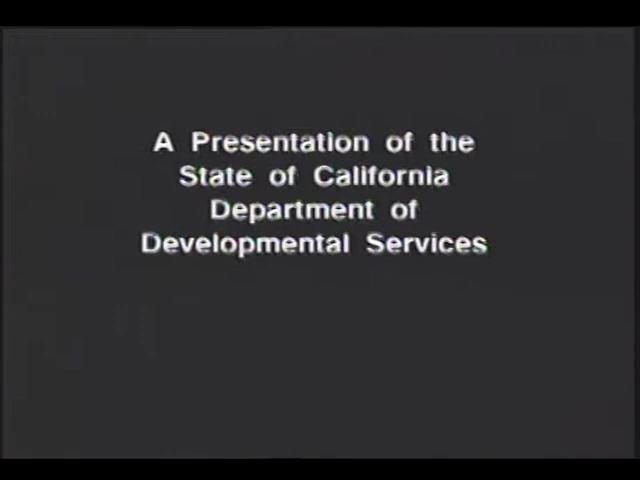 A Presentation of the
State of California
Department of
Developmental Services